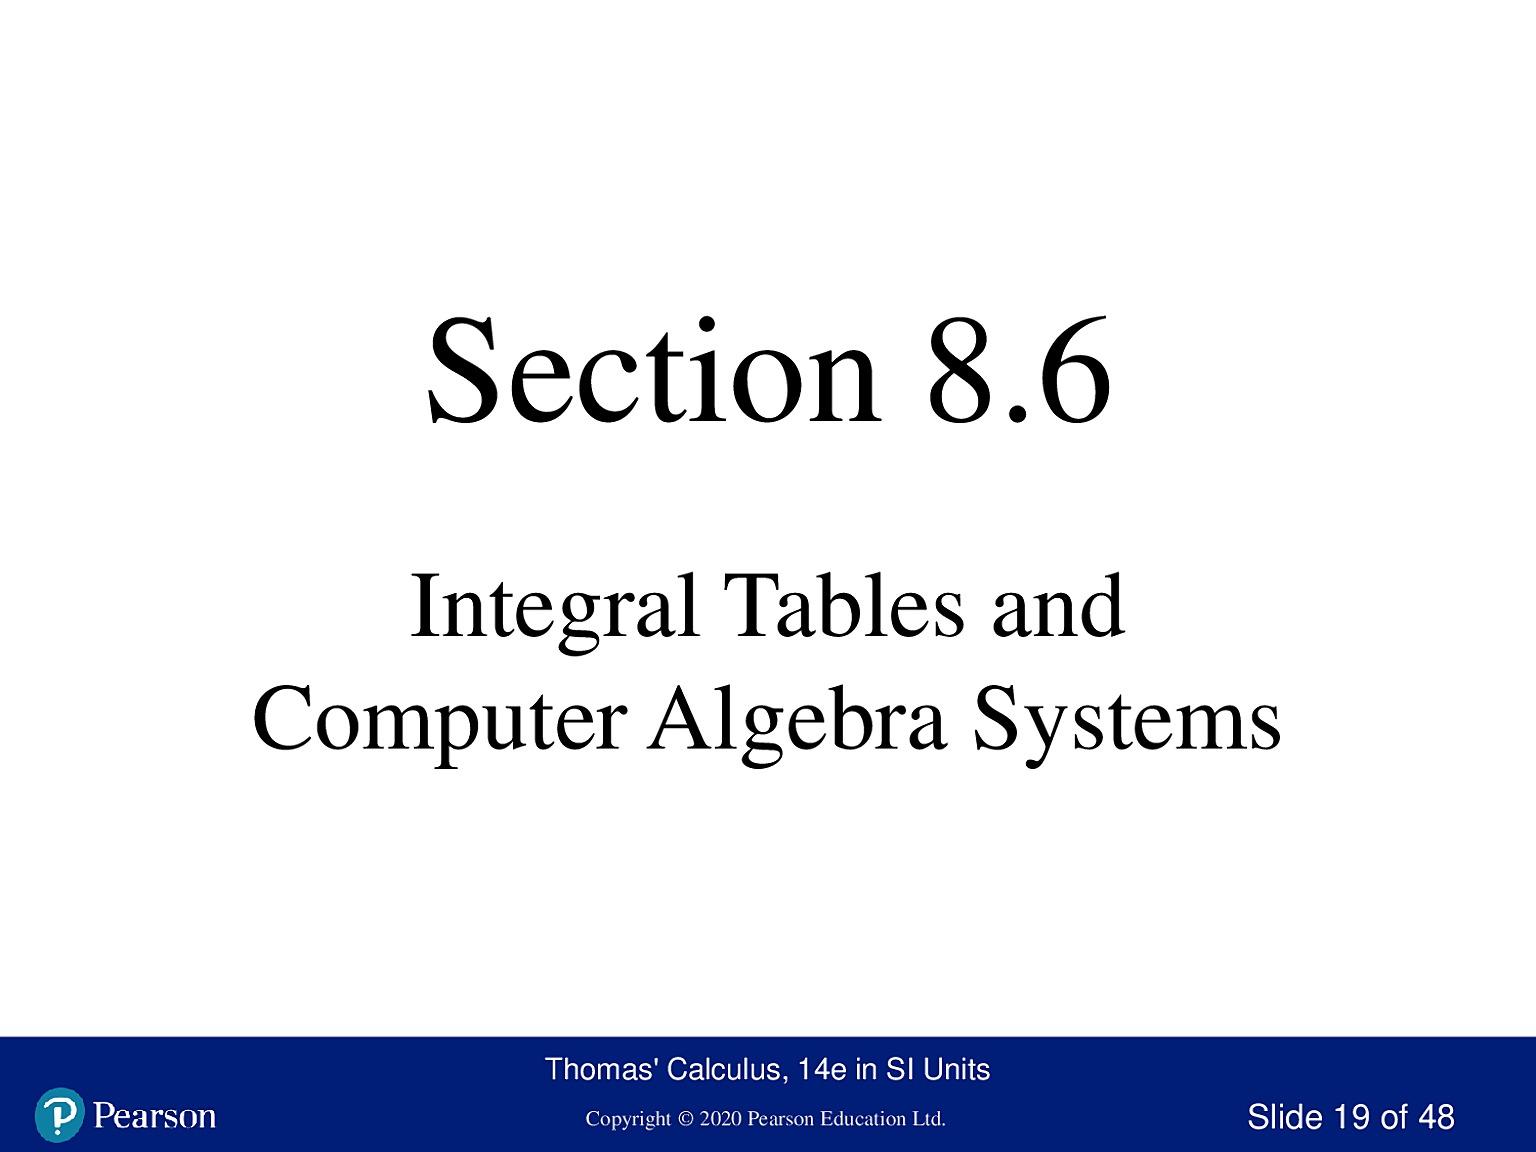 Section 8.6
Integral Tables and
Computer Algebra Systems
Thomas' Calculus, 14e in SI Units
Pearson
Copyright © 2020 Pearson Education Ltd.
Slide 19 of 48